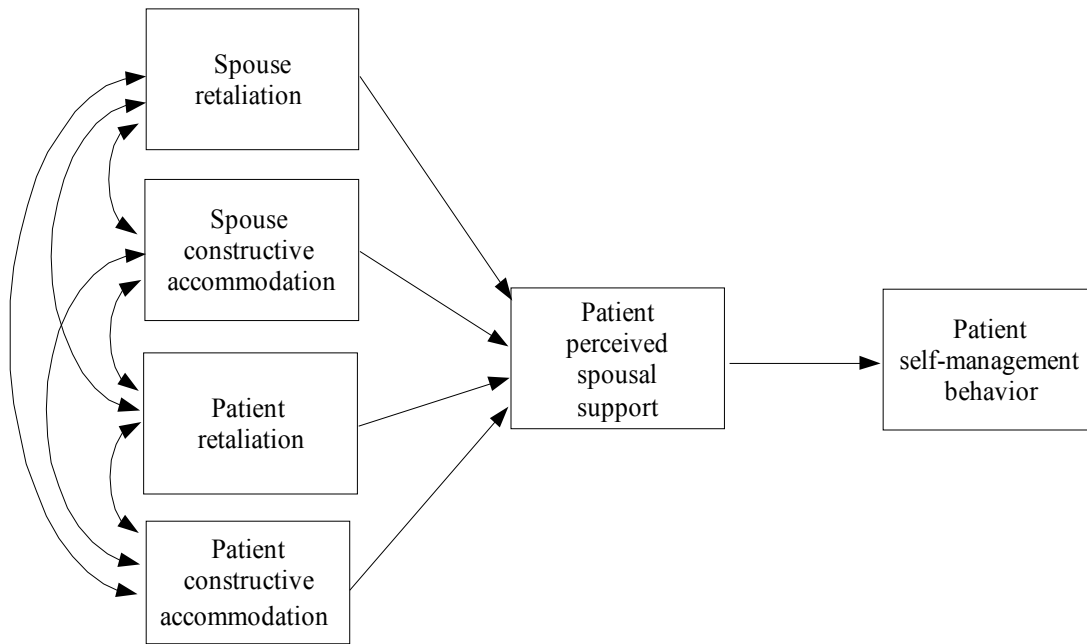 Spouse
retaliation
Spouse
constructive
accommodation
Patient
retaliation
Patient
constructive
accommodation
Patient
perceived
spousal
support
Patient
self-management
behavior